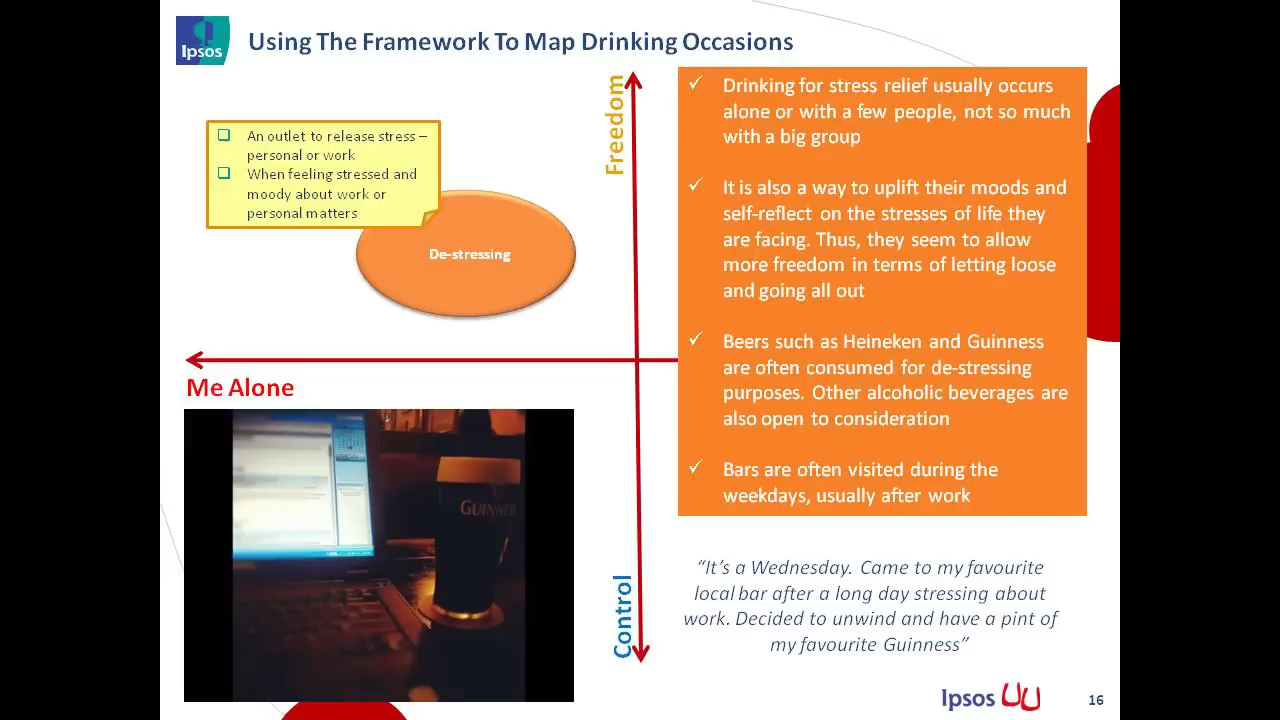 Ipsos
Using The Framework To Map Drinking Occasions
Freedom
❑ An outlet to release stress –
personal or work
❑ When feeling stressed and
moody about work or
personal matters
De-stressing
Me Alone
GUINNESS
Control
✓ Drinking for stress relief usually occurs
alone or with a few people, not so much
with a big group
✓ It is also a way to uplift their moods and
self-reflect on the stresses of life they
are facing. Thus, they seem to allow
more freedom in terms of letting loose
and going all out
✓ Beers such as Heineken and Guinness
are often consumed for de-stressing
purposes. Other alcoholic beverages are
also open to consideration
✓ Bars are often visited during the
weekdays, usually after work
“It’s a Wednesday. Came to my favourite
local bar after a long day stressing about
work. Decided to unwind and have a pint of
my favourite Guinness”
Ipsos UU
16